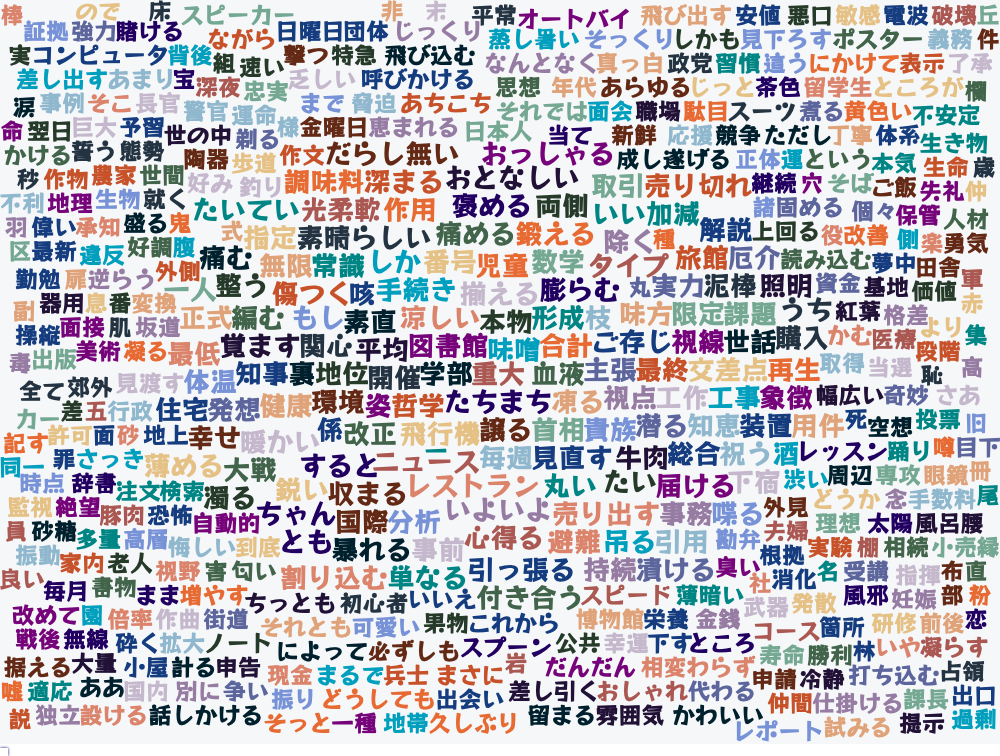 棒 ので 床 スピーカー 非 末 平常 オートバイ 飛び出す 安値 悪口 敏感 電波 破壊 丘
証拠 強力 賭ける ながら 日曜日 団体 じっくり 蒸し暑い そっくり しかも 見下ろす ポスター 義務 件
実 コンピュータ 背後 組 速い 撃つ 特急 飛び込む なんとなく 真っ白 政党 習慣 違う にかけて 表示 了承
差し出す あまり 宝 深夜 忠実 乏しい 呼びかける 思想 年代 あらゆる じっと 茶色 留学生 ところが 欄
涙 事例 そこ 長官 警官 運命 まで 脅迫 あちこち それでは 面会 職場 駄目 スーツ 煮る 黄色い 不安定
命 翌日 巨大 予習 世の中 剃る 様 金曜日 恵まれる 日本人 当て 新鮮 応援 競争 ただし 丁寧 体系 生き物
かける 誓う 態勢 陶器 歩道 作文 だらし無い おっしゃる 成し遂げる 正体 運 という 本気 生命 歳
秒 作物 農家 世間 好み 釣り 調味料 深まる おとなしい 取引 売り切れ 継続 穴 そば ご飯 失礼 仲
不利 地理 生物 就く たいてい 光 柔軟 作用 褒める 両側 いい加減 諸 固める 個々 保管 人材
羽 偉い 承知 盛る 鬼 式 指定 素晴らしい 痛める 鍛える 除く 種 解説 上回る 役 改善 側 楽 勇気
区 最新 違反 好調 腹 痛む 無限 常識 しか 番号 児童 数学 タイプ 旅館 厄介 読み込む 夢中 田舎
勤勉 扉 逆らう 外側 一人 整う 傷つく 咳 手続き 揃える 膨らむ 丸 実力 泥棒 照明 資金 基地 価値 軍
副 器用 息 番 変換 正式 編む もし 素直 涼しい 本物 形成 枝 味方 限定 課題 うち 紅葉 格差 赤
操縦 面接 肌 坂道 覚ます 関心 平均 図書館 味噌 合計 ご存じ 視線 世話 購入 かむ 医療 より 集
毒 出版 美術 凝る 最低 知事 裏 地位 開催 学部 重大 血液 主張 最終 交差点 再生 取得 当選 段階 恥 高
全て 郊外 見渡す 体温 住宅 発想 健康 環境 姿 哲学 たちまち 凍る 視点 工作 工事 象徴 幅広い 奇妙 さあ
カー 差 五 行政 係 改正 飛行機 譲る 首相 貴族 潜る 知恵 装置 用件 死 空想 投票 旧
記す 許可 面 砂 地上 幸せ 暖かい 一 すると ニュース 毎週 見直す 牛肉 総合 祝う 酒 レッスン 踊り 噂 目下
同一 罪 さっき 薄める 大戦 鋭い 収まる レストラン 丸い たい 届ける 下宿 渋い 周辺 専攻 眼鏡 冊
時点 辞書 注文 検索 濁る ちゃん 国際 分析 いよいよ 売り出す 事務 喋る 外見 どうか 念 手数料 尾
監視 絶望 豚肉 恐怖 自動的 とも 暴れる 事前 心得る 避難 吊る 引用 勘弁 夫婦 理想 太陽 風呂 腰
員 砂糖 多量 高層 悔しい 到底 割り込む 単なる 引っ張る 持続 漬ける 臭い 根拠 実験 棚 相続 小売 縁
振動 家内 老人 視野 害 匂い ちっとも 初心者 いいえ 付き合う スピード 薄暗い 社 消化 名 受講 指揮 布 直
良い 毎月 書物 まま 増やす それとも 可愛い 果物 これから 博物館 栄養 金銭 武器 発散 風邪 妊娠 部 粉
改めて 園 倍率 作曲 街道 によって 必ずしも スプーン 公共 幸運 下す ところ コース 箇所 研修 前後 恋
戦後 無線 砕く 拡大 ノート 現金 まるで 兵士 まさに 岩 だんだん 相変わらず 寿命 勝利 林 いや 凝らす
据える 大量 小屋 計る 申告 振り どうしても 出会い 差し引く おしゃれ 代わる 申請 冷静 打ち込む 占領
嘘 適応 ああ 国内 別に 争い そっと 一種 地帯 久しぶり 留まる 雰囲気 かわいい 仲間 仕掛ける 課長 出口
説 独立 設ける 話しかける レポート 試みる 提示 過剰